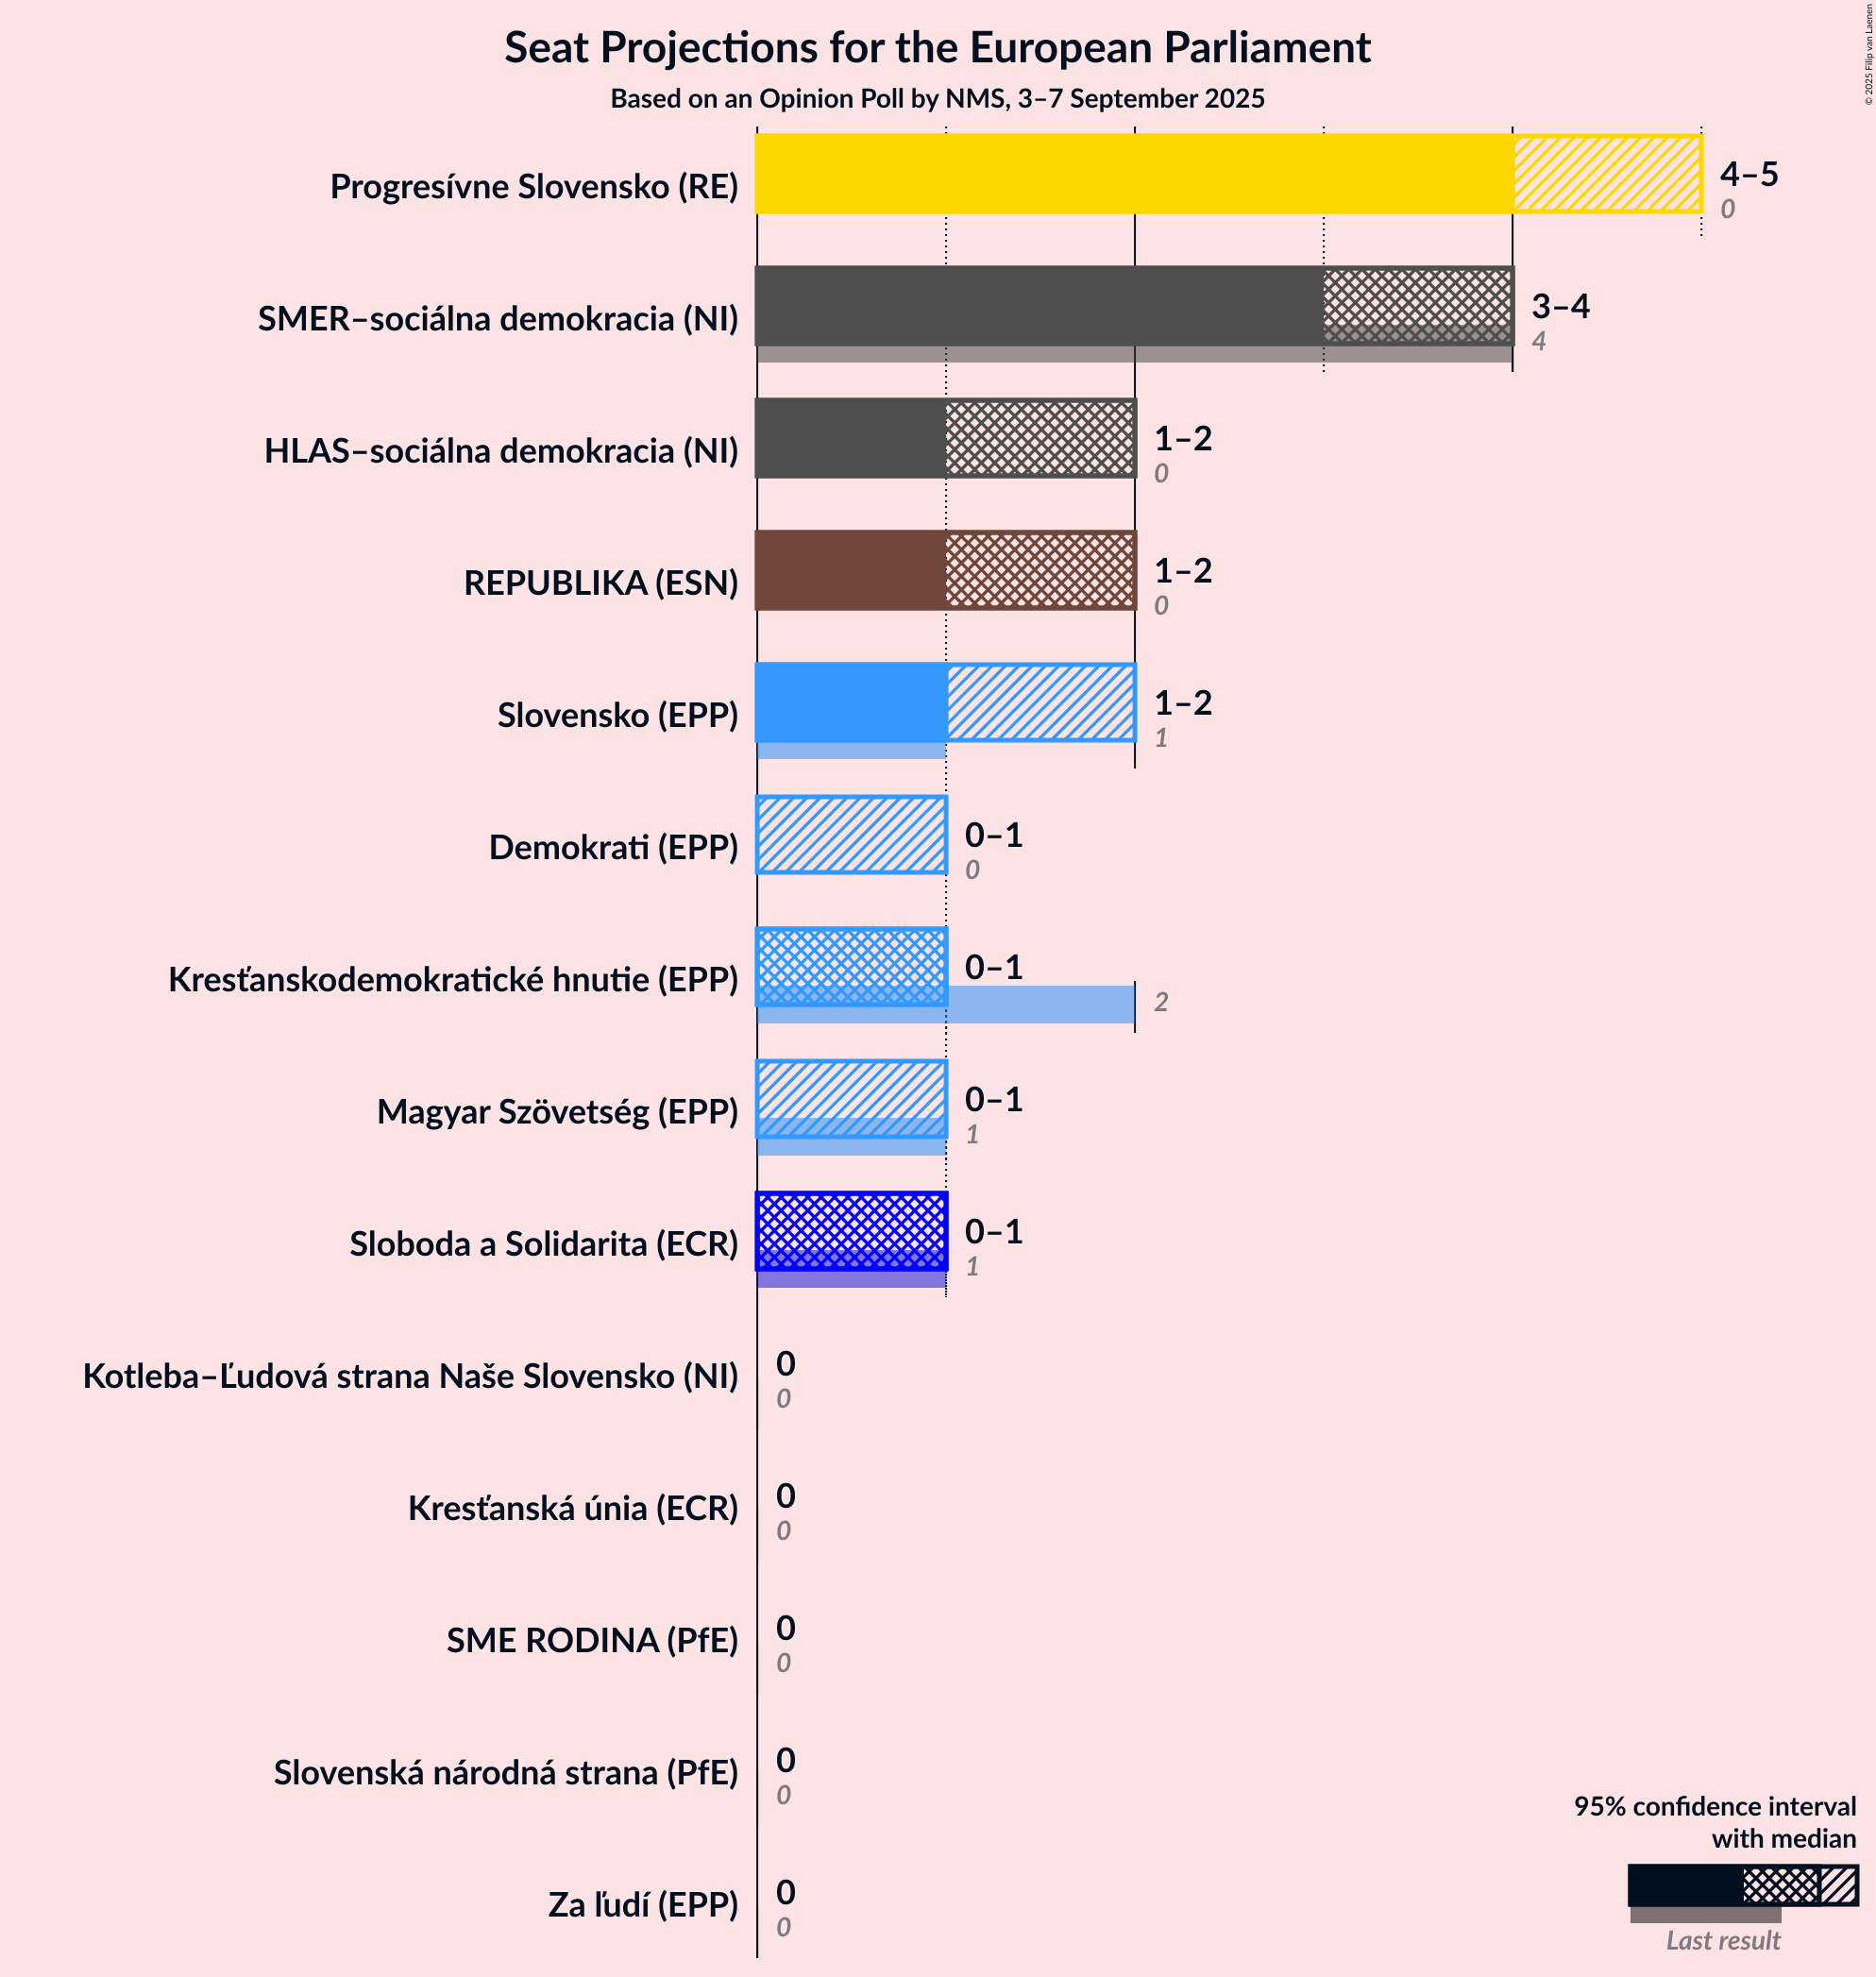 Seat Projections for the European Parliament
Based on an Opinion Poll by NMS, 3–7 September 2025
© 2025 Filip van Laenen
Progresívne Slovensko (RE)
4–5
0
SMER–sociálna demokracia (NI)
3–4
4
HLAS–sociálna demokracia (NI)
1–2
0
REPUBLIKA (ESN)
1–2
0
Slovensko (EPP)
1–2
1
Demokrati (EPP)
0–1
0
Kresťanskodemokratické hnutie (EPP)
0–1
2
Magyar Szövetség (EPP)
0–1
1
Sloboda a Solidarita (ECR)
0–1
1
Kotleba–Ľudová strana Naše Slovensko (NI)
0
0
Kresťanská únia (ECR)
0
0
SME RODINA (PfE)
0
0
Slovenská národná strana (PfE)
0
0
Za ľudí (EPP)
0
0
95% confidence interval
with median
Last result